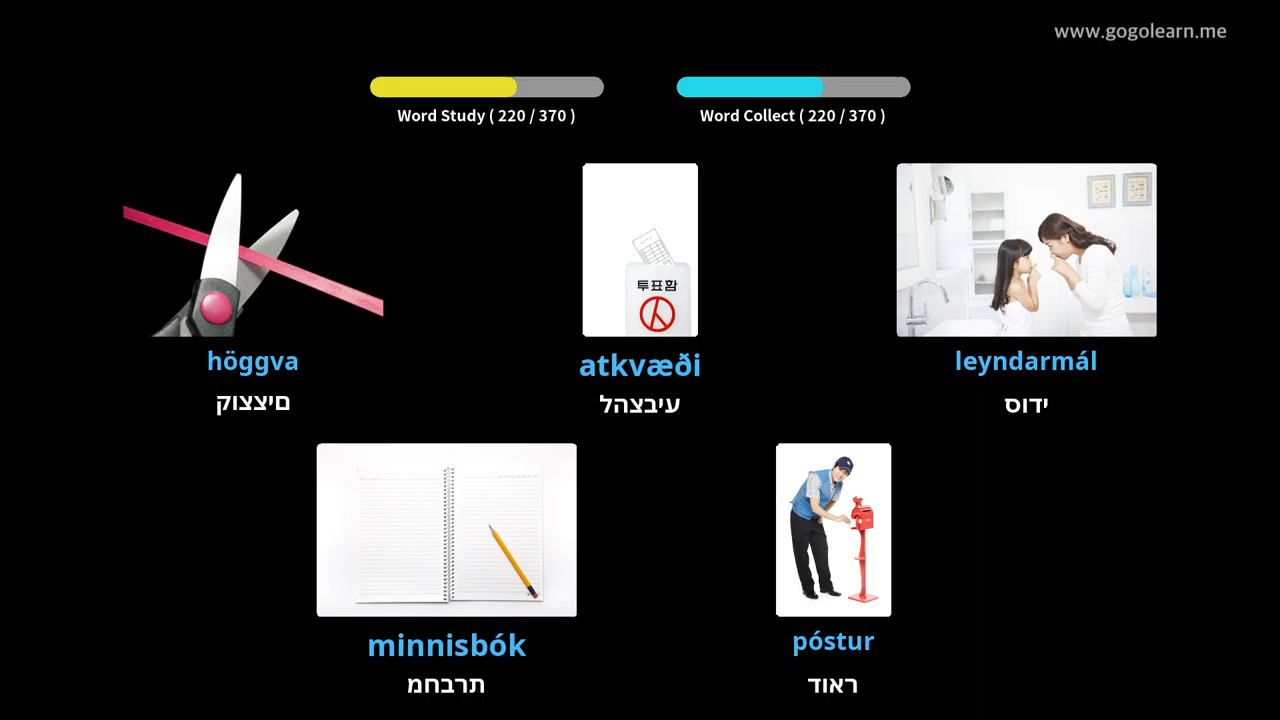 www.gogolearn.me
Word Study ( 220 / 370 )
Word Collect ( 220 / 370 )
투표함
höggva
םיצצוק
atkvæði
עיבצהל
leyndarmál
ידוס
minnisbók
תרבחמ
póstur
ראוד